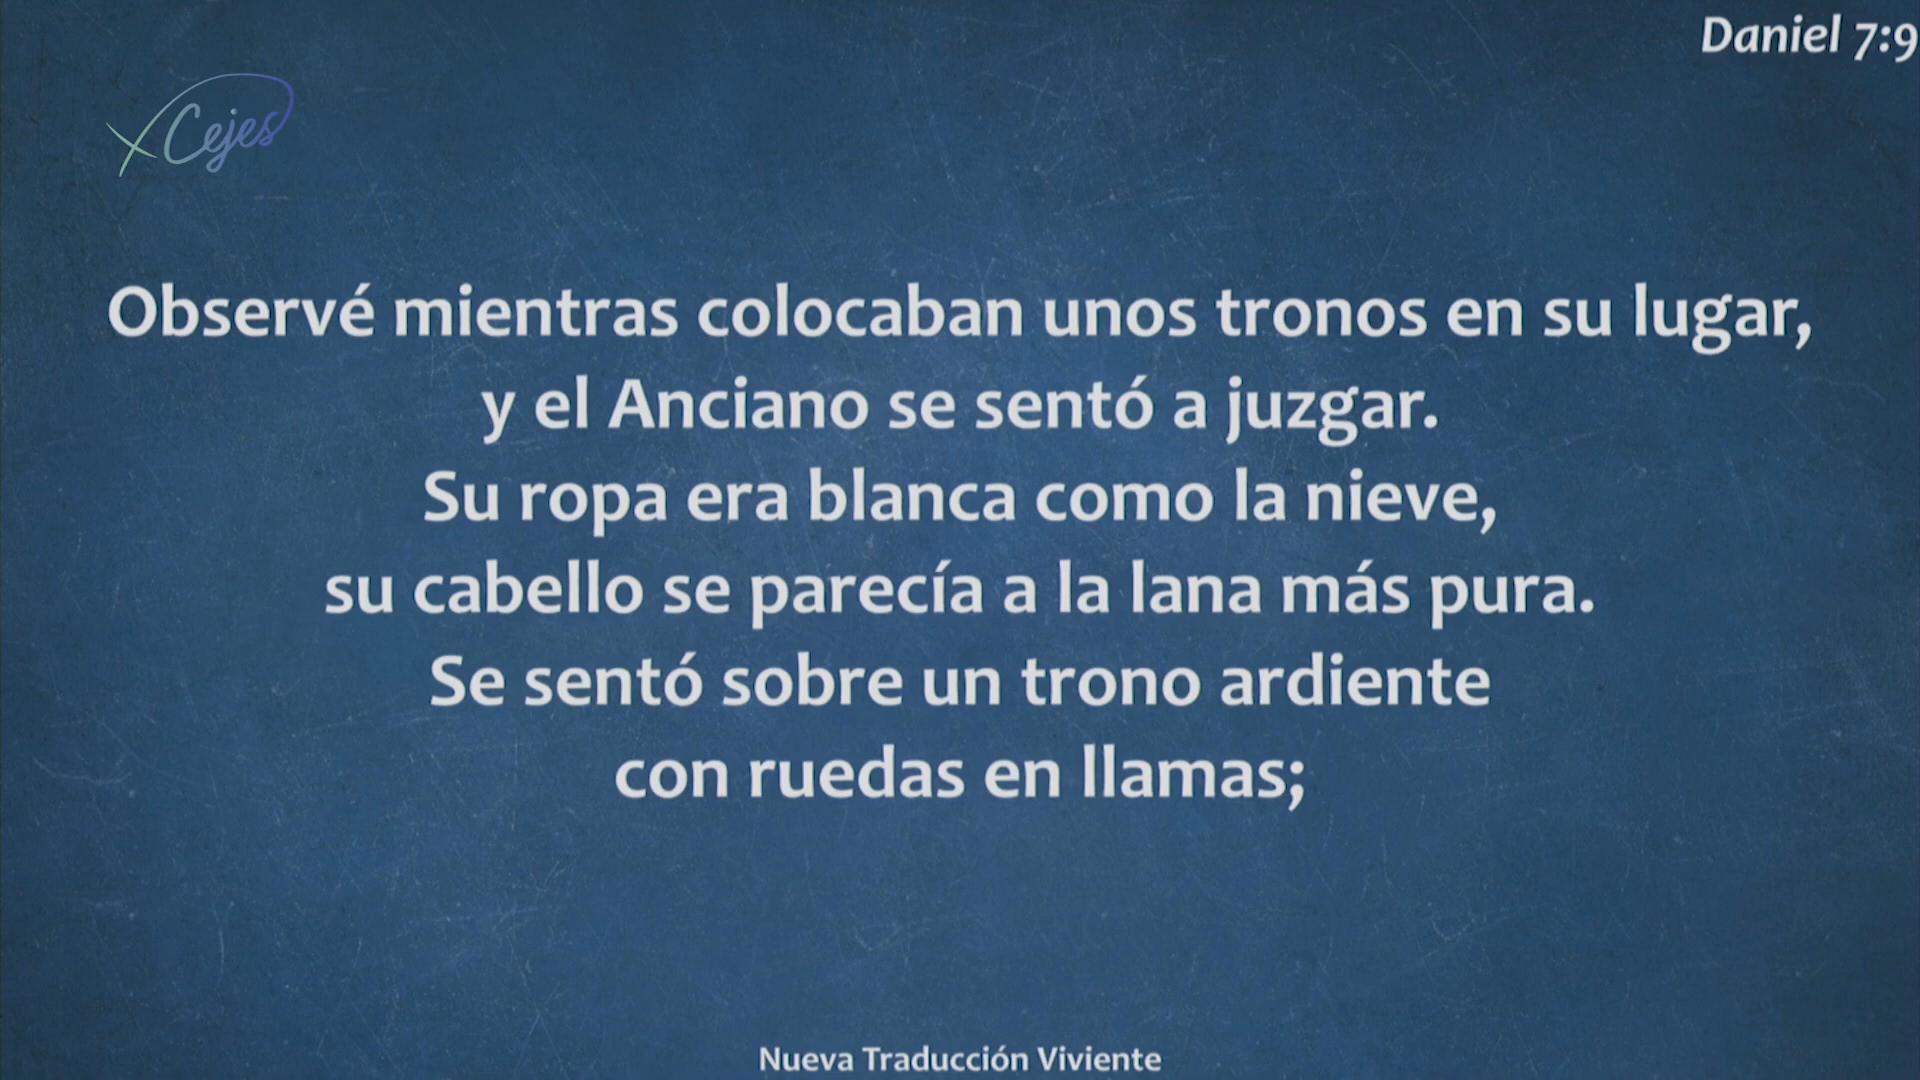 Daniel 7:9
Cejes
Observé mientras colocaban unos tronos en su lugar,
y el Anciano se sentó a juzgar.
Su ropa era blanca como la nieve,
su cabello se parecía a la lana más pura.
Se sentó sobre un trono ardiente
con ruedas en llamas;
Nueva Traducción Viviente